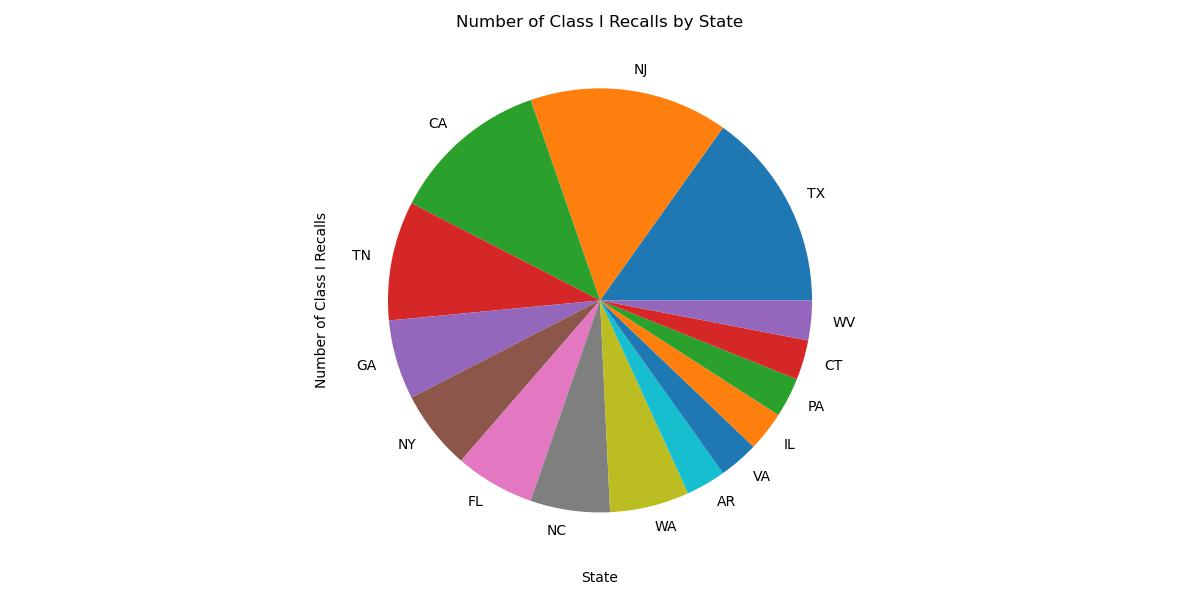 Number of Class I Recalls by State
NJ
CA
TX
TN
Number of Class I Recalls
WV
GA
CT
PA
NY
IL
VA
FL
AR
WA
NC
State